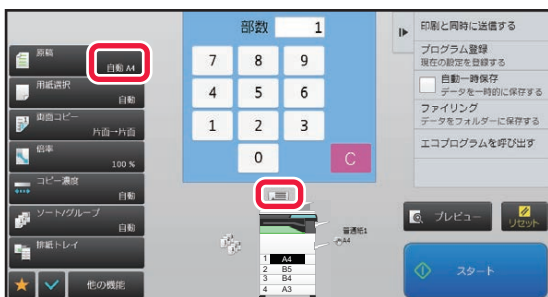 部数 1
原稿
自動 A4
用紙選択
自動
両面コピー
片面→片面
倍率
100 %
コピー濃度
自動
ソート/グループ
自動
排紙トレイ
他の機能
7 8 9
4 5 6
1 2 3
0 C
普通紙1
A4
1 A4
2 B5
3 B4
4 A3
印刷と同時に送信する
プログラム登録
現在の設定を登録する
自動一時保存
データを一時的に保存する
ファイリング
データをフォルダーに保存する
エコプログラムを呼び出す
プレビュー
リセット
スタート